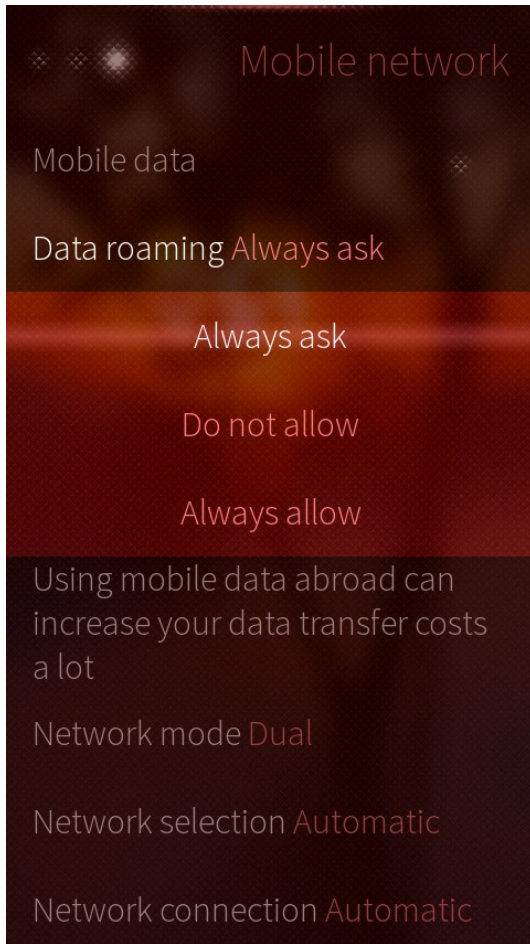 Mobile network
Mobile data
Data roaming Always ask
Always ask
Do not allow
Always allow
Using mobile data abroad can
increase your data transfer costs
a lot
Network mode Dual
Network selection Automatic
Network connection Automatic